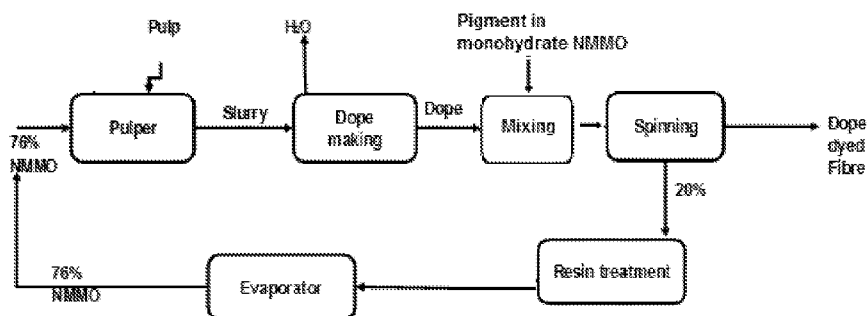 Pulp
H₂O
Pigment in
monohydrate NMMO
76%
NMMO
Pulper
Slurry
Dope
making
Dope
Mixing
Spinning
Dope
dyed
Fibre
20%
Resin treatment
Evaporator
76%
NMMO